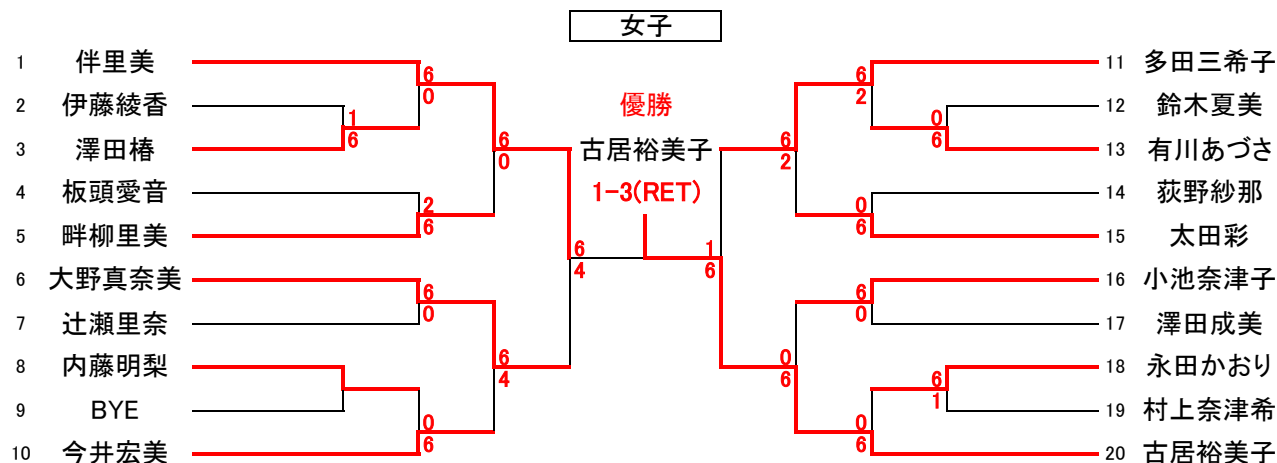 女子
優勝
古居裕美子
1-3(RET)
1 伴里美
2 伊藤綾香
3 澤田椿
4 板頭愛音
5 畔柳里美
6 大野真奈美
7 辻瀬里奈
8 内藤明梨
9 BYE
10 今井宏美
6
0
1
6
2
6
6
0
0
6
6
0
6
4
6
4
11 多田三希子
12 鈴木夏美
13 有川あづさ
14 荻野紗那
15 太田彩
16 小池奈津子
17 澤田成美
18 永田かおり
19 村上奈津希
20 古居裕美子
6
2
0
6
0
6
6
0
6
1
0
6
6
2
0
6
1
6